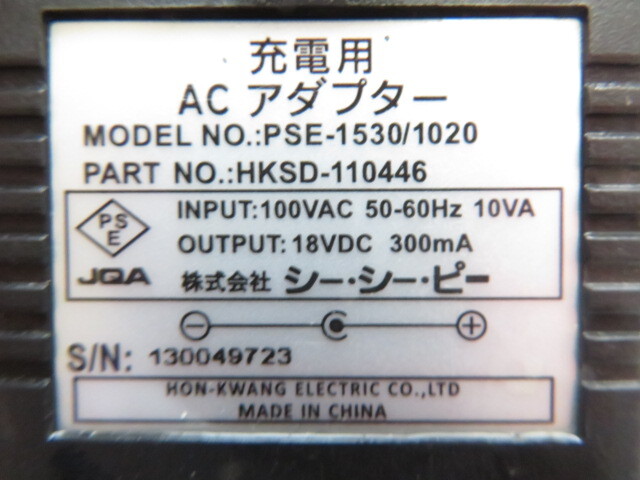 充電用
AC アダプター
MODEL NO.:PSE-1530/1020
PART NO.:HKSD-110446
PSE
INPUT:100VAC 50-60Hz 10VA
OUTPUT:18VDC 300mA
JQA 株式会社 シー・シー・ピー
S/N: 130049723
HON-KWANG ELECTRIC CO.,LTD
MADE IN CHINA